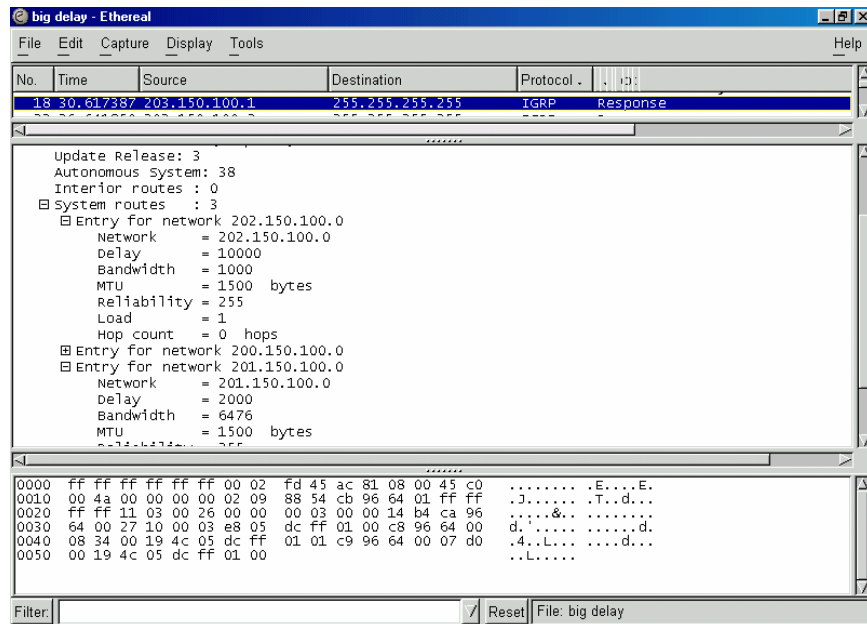 big delay - Ethereal
File Edit Capture Display Tools Help
No. Time Source Destination Protocol
18 30.617387 203.150.100.1 255.255.255.255 IGRP Response
Update Release: 3
Autonomous System: 38
Interior routes : 0
System routes : 3
Entry for network 202.150.100.0
Network = 202.150.100.0
Delay = 10000
Bandwidth = 1000
MTU = 1500 bytes
Reliability = 255
Load = 1
Hop count = 0 hops
Entry for network 200.150.100.0
Entry for network 201.150.100.0
Network = 201.150.100.0
Delay = 2000
Bandwidth = 6476
MTU = 1500 bytes
0000 ff ff ff ff ff ff 00 02 fd 45 ac 81 08 00 45 c0 ........ .E....E.
0010 00 4a 00 00 00 00 02 09 88 54 cb 96 64 01 ff ff .J...... .T..d...
0020 ff ff 11 03 00 26 00 00 00 03 00 00 14 b4 ca 96 .....&.. ........
0030 64 00 27 10 00 03 e8 05 dc ff 01 00 c8 96 64 00 d.'..... ......d.
0040 08 34 00 19 4c 05 dc ff 01 01 c9 96 64 00 07 d0 .4..L... ....d...
0050 00 19 4c 05 dc ff 01 00 ..L.....
Filter: Reset File: big delay